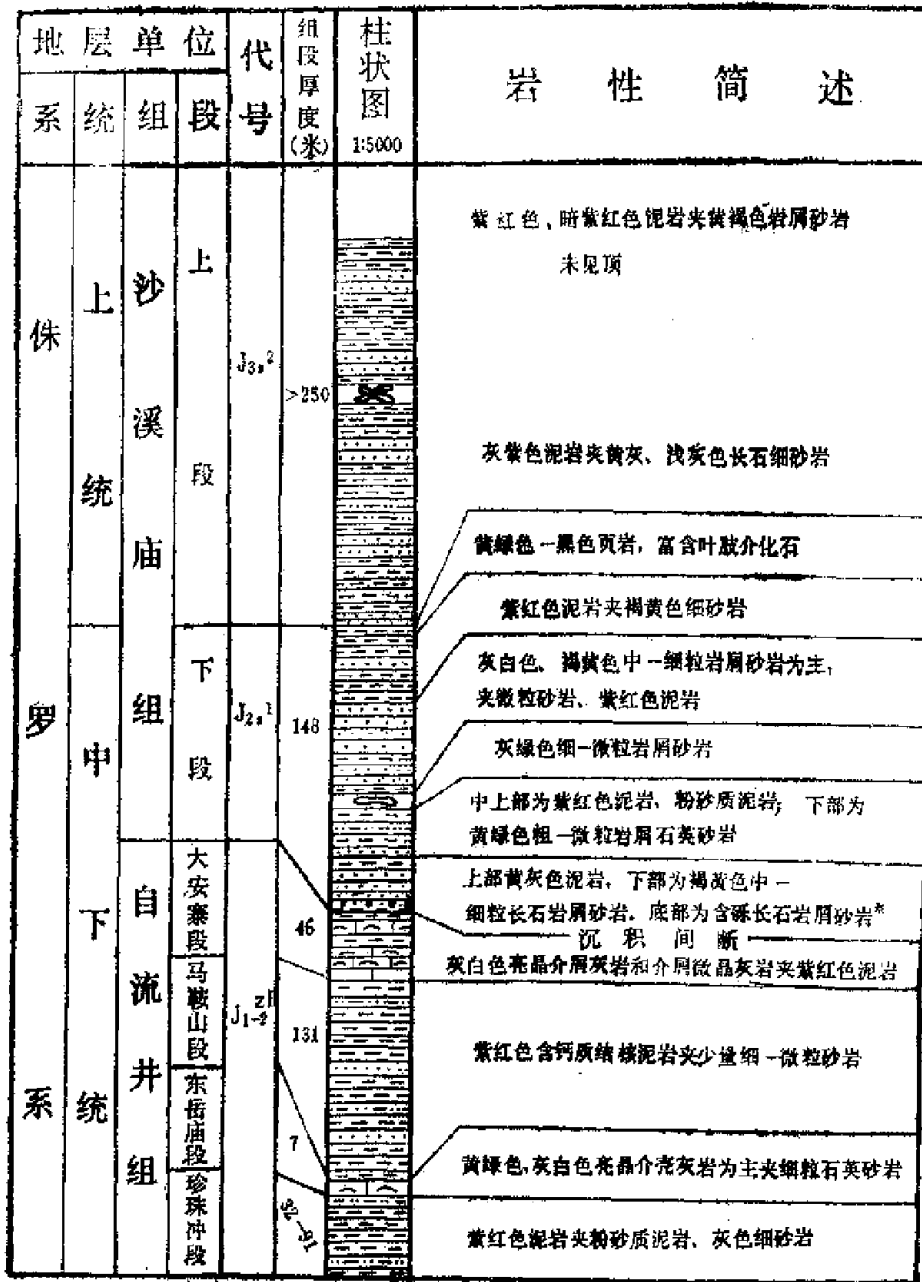 地层单位
代号
组段厚度(米)
柱状图
1:5000
岩性简述
系
统
组
段
侏罗系
上统
中
下统
沙溪庙组
自流井组
上段
下段
大安寨段
马鞍山段
东岳庙段
珍珠冲段
J3s2
J2s1
>250
148
46
131
7
紫红色、暗紫红色泥岩夹黄褐色岩屑砂岩
未见顶
灰紫色泥岩夹黄灰、浅灰色长石细砂岩
黄绿色—黑色页岩,富含叶肢介化石
紫红色泥岩夹褐黄色细砂岩
灰白色、褐黄色中—细粒岩屑砂岩为主,
夹微粒砂岩、紫红色泥岩
灰绿色细—微粒岩屑砂岩
中上部为紫红色泥岩、粉砂质泥岩;下部为
黄绿色粗—微粒岩屑石英砂岩
上部黄灰色泥岩,下部为褐黄色中—
细粒长石岩屑砂岩,底部为含砾长石岩屑砂岩*
沉积间断
灰白色亮晶介屑灰岩和介屑微晶灰岩夹紫红色泥岩
紫红色含钙质结核泥岩夹少量细—微粒砂岩
黄绿色,灰白色亮晶介壳灰岩为主夹细粒石英砂岩
紫红色泥岩夹粉砂质泥岩、灰色细砂岩